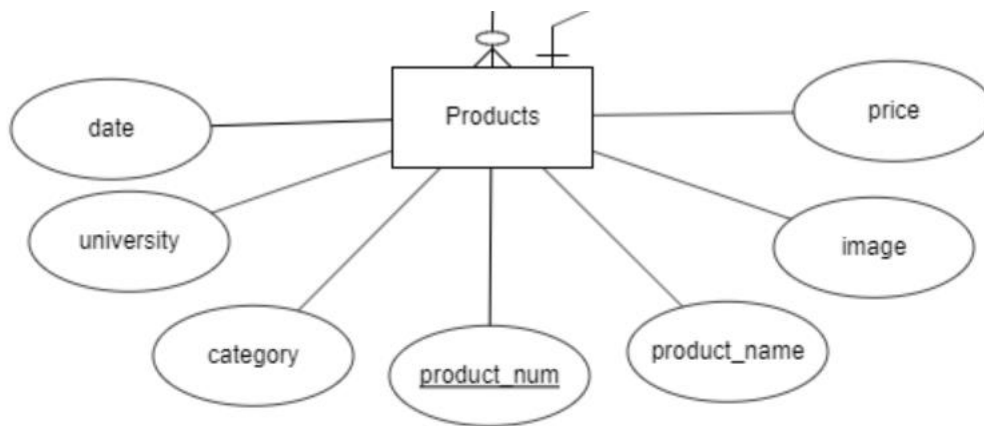 Products
date
price
university
image
category
product_num
product_name